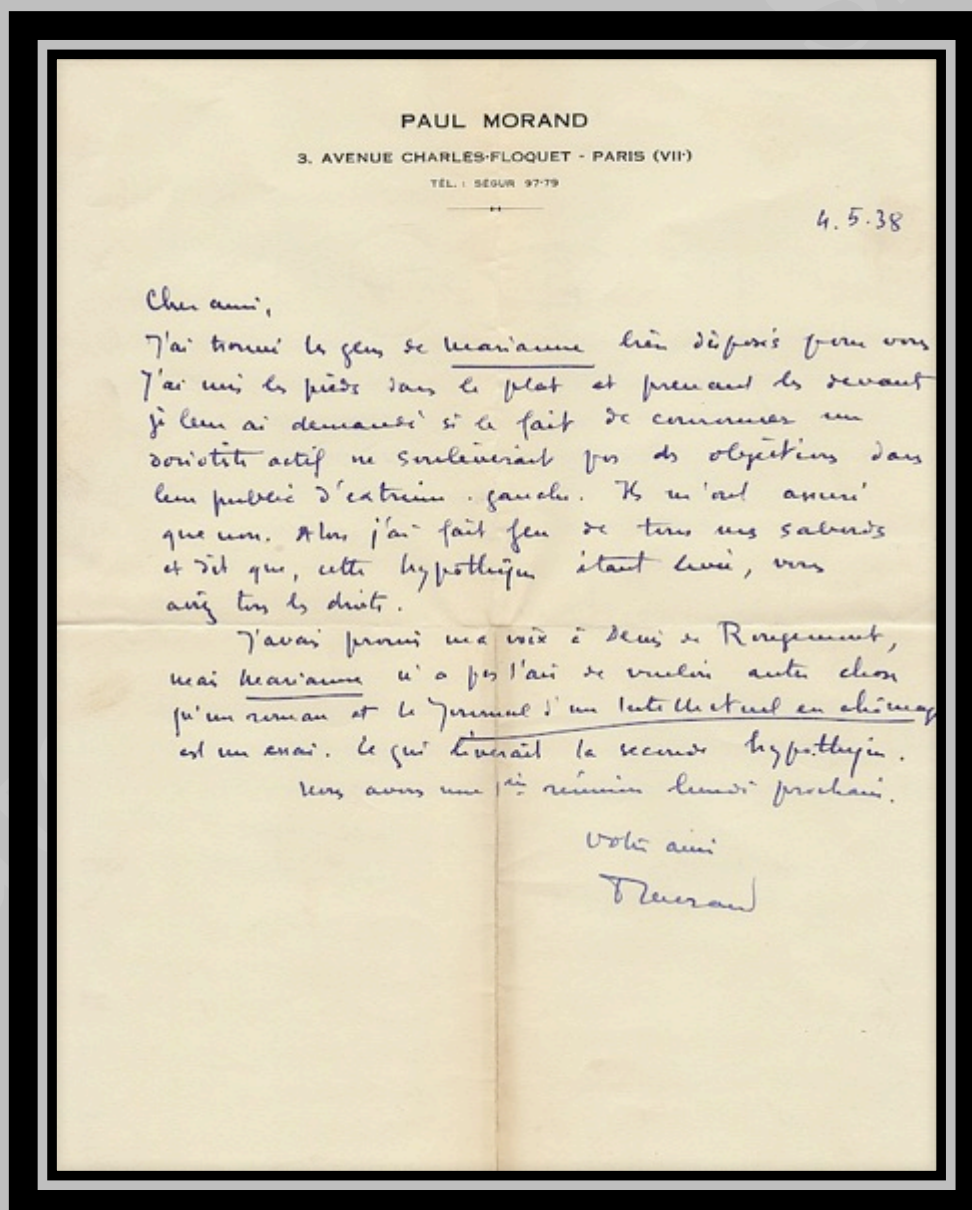 PAUL MORAND
3, AVENUE CHARLES-FLOQUET - PARIS (VIIᵉ)
TÉL. : SÉGUR 97-79
4.5.38
Cher ami,
J'ai trouvé les gens de Marianne bien disposés pour vous
J'ai mis les pieds dans le plat et prenant les devant
je leur ai demandé si le fait de couronner un
doriotiste actif ne soulèverait pas des objections dans
leur public d'extrême-gauche. Ils m'ont assuré
que non. Alors j'ai fait feu de tous mes sabords
et dit que, cette hypothèque étant levée, vous
aviez tous les droits.
J'avais promis ma voix à Denis de Rougemont,
mais Marianne n'a pas l'air de vouloir autre chose
qu'un roman et le Journal d'un Intellectuel en chômage
est un essai. Ce qui lèverait la seconde hypothèque.
Nous avons une 1ère réunion lundi prochain.
Votre ami
Morand